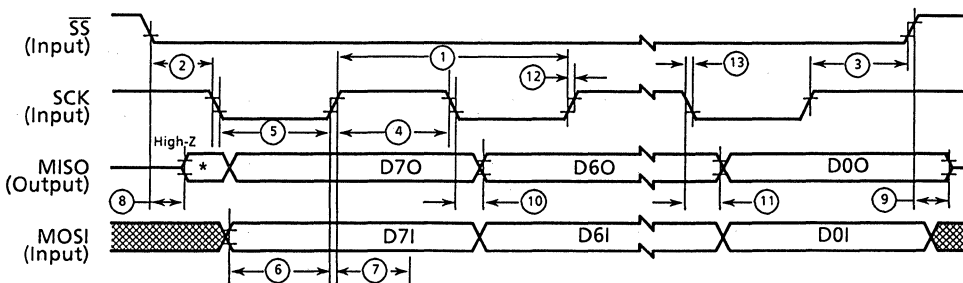 SS
(Input)
1
2
12
13
3
SCK
(Input)
5
4
High-Z
MISO
(Output)
*
D7O
D6O
D0O
8
10
11
9
MOSI
(Input)
D7I
D6I
D0I
6
7